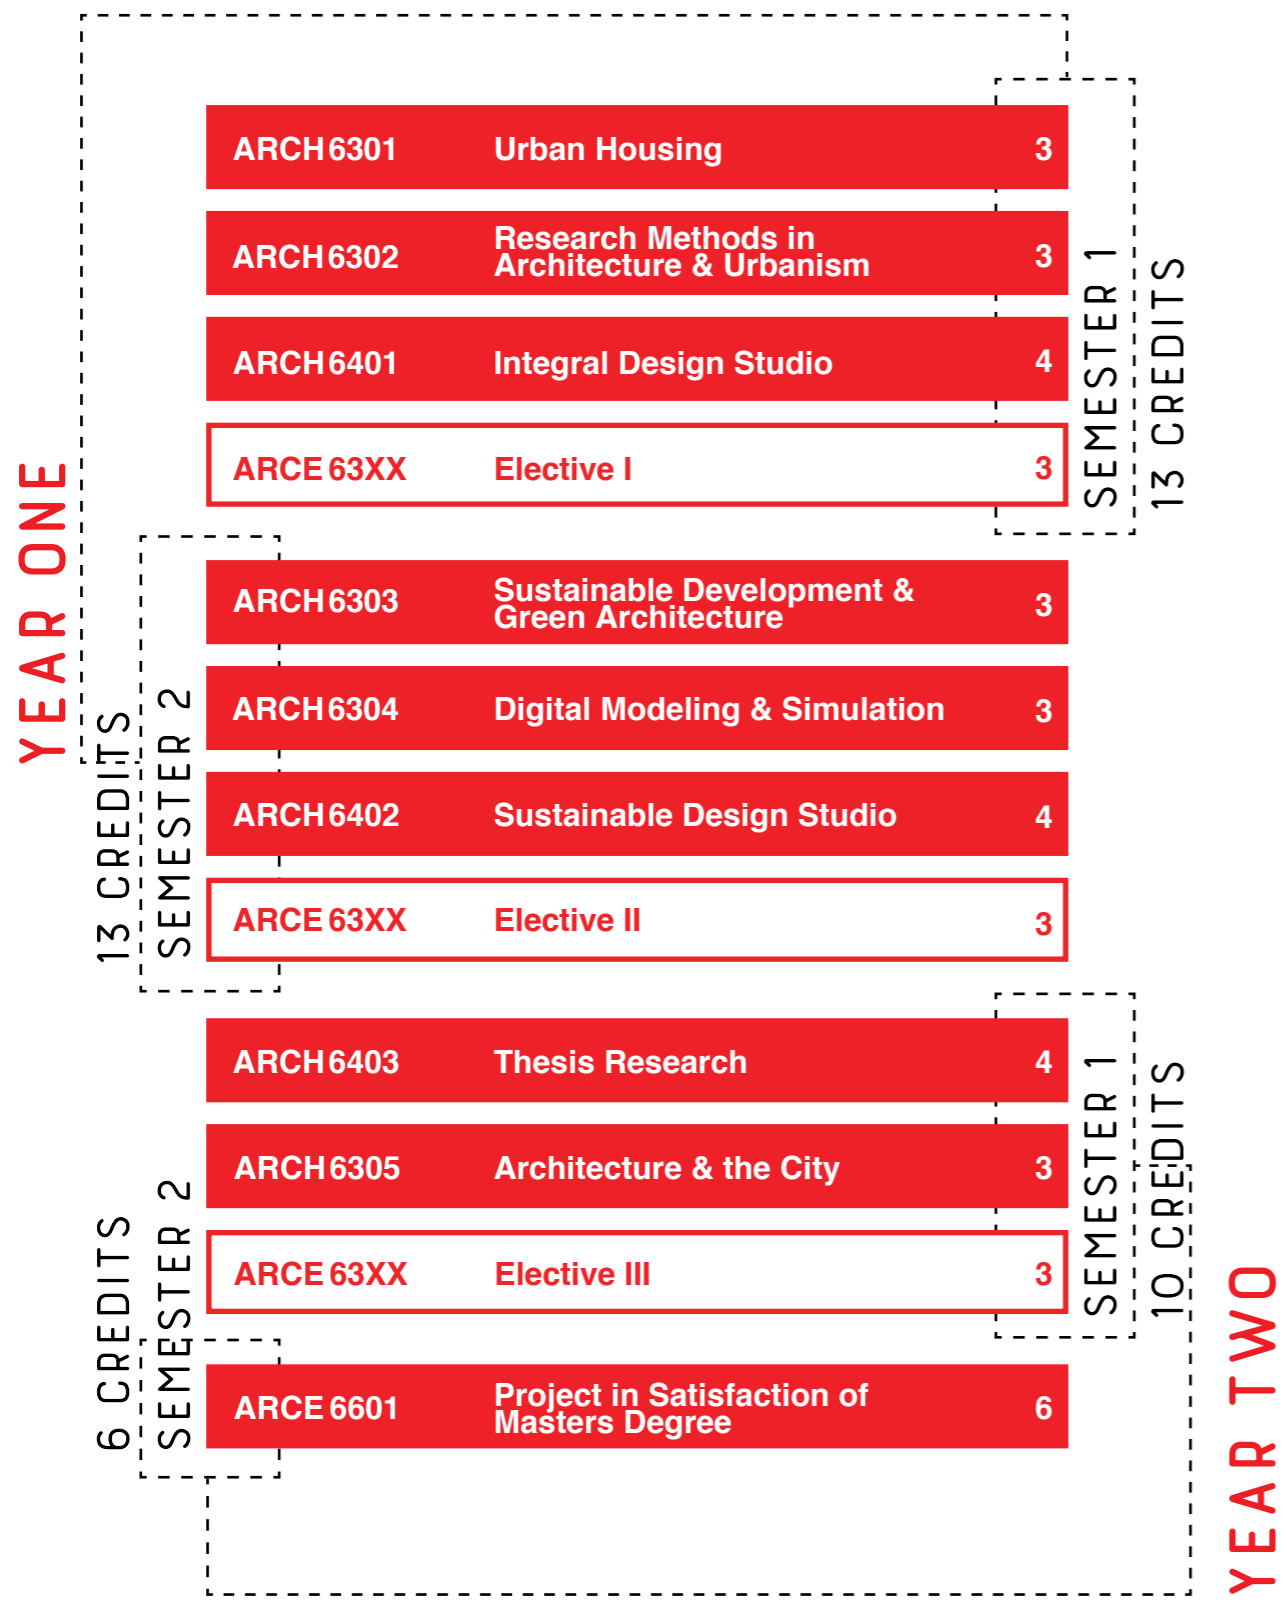 YEAR ONE
SEMESTER 1
13 CREDITS
ARCH 6301 Urban Housing 3
ARCH 6302 Research Methods in
Architecture & Urbanism 3
ARCH 6401 Integral Design Studio 4
ARCE 63XX Elective I 3
SEMESTER 2
13 CREDITS
ARCH 6303 Sustainable Development &
Green Architecture 3
ARCH 6304 Digital Modeling & Simulation 3
ARCH 6402 Sustainable Design Studio 4
ARCE 63XX Elective II 3
YEAR TWO
SEMESTER 1
10 CREDITS
ARCH 6403 Thesis Research 4
ARCH 6305 Architecture & the City 3
ARCE 63XX Elective III 3
SEMESTER 2
6 CREDITS
ARCE 6601 Project in Satisfaction of
Masters Degree 6